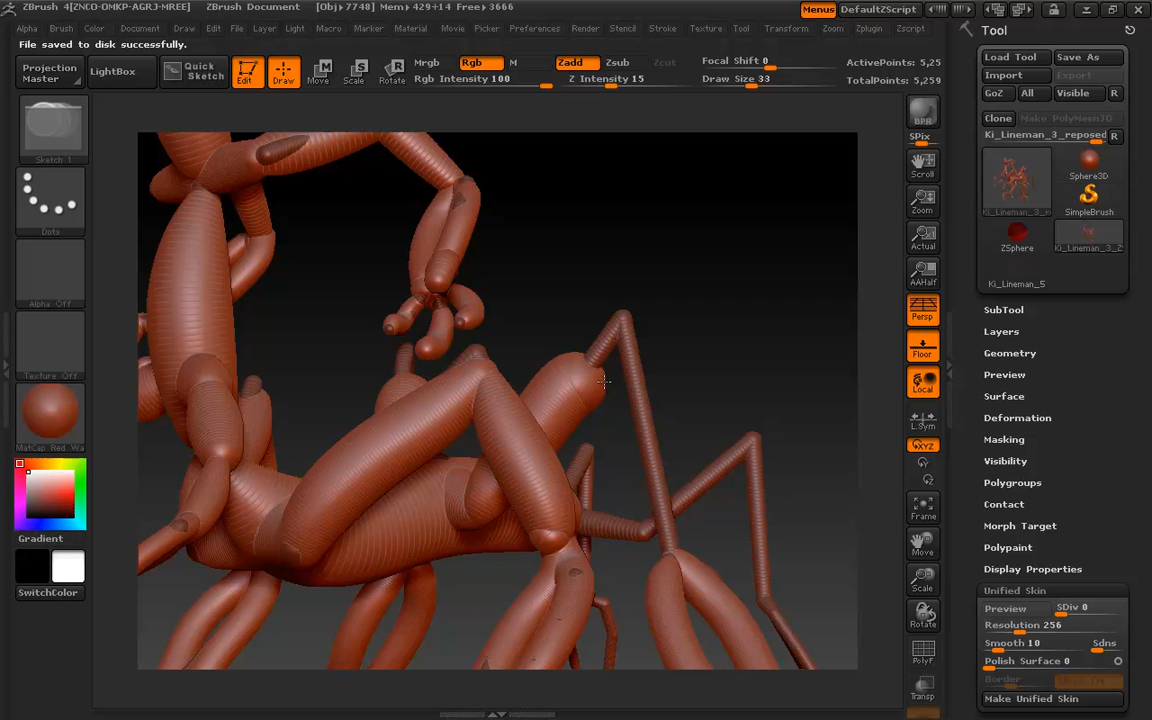 ZBrush 4[ZNCO-OMKP-AGRJ-MREE] ZBrush Document [Obj]7748] Mem▸429+14 Free▸3666 Menus DefaultZScript
Alpha Brush Color Document Draw Edit File Layer Light Macro Marker Material Movie Picker Preferences Render Stencil Stroke Texture Tool Transform Zoom Zplugin Zscript
File saved to disk successfully.
Projection Master
LightBox
Quick Sketch
Edit Draw Move Scale Rotate
Mrgb Rgb M
Rgb Intensity 100
Zadd Zsub Zcut
Z Intensity 15
Focal Shift 0
Draw Size 33
ActivePoints: 5,25
TotalPoints: 5,259
Sketch 1
Dots
Alpha Off
Texture Off
MatCap Red Wa
Gradient
SwitchColor
BPR
SPix
Scroll
Zoom
Actual
AAHalf
Persp
Floor
Local
L.Sym
XYZ
Frame
Move
Scale
Rotate
PolyF
Transp
Tool
Load Tool Save As
Import Export
GoZ All Visible R
Clone Make PolyMesh3D
Ki_Lineman_3_reposed R
Sphere3D
Ki_Lineman_3_r SimpleBrush
ZSphere Ki_Lineman_3_Z
Ki_Lineman_5
SubTool
Layers
Geometry
Preview
Surface
Deformation
Masking
Visibility
Polygroups
Contact
Morph Target
Polypaint
Display Properties
Unified Skin
Preview SDiv 0
Resolution 256
Smooth 10 Sdns
Polish Surface 0
Border
Make Unified Skin